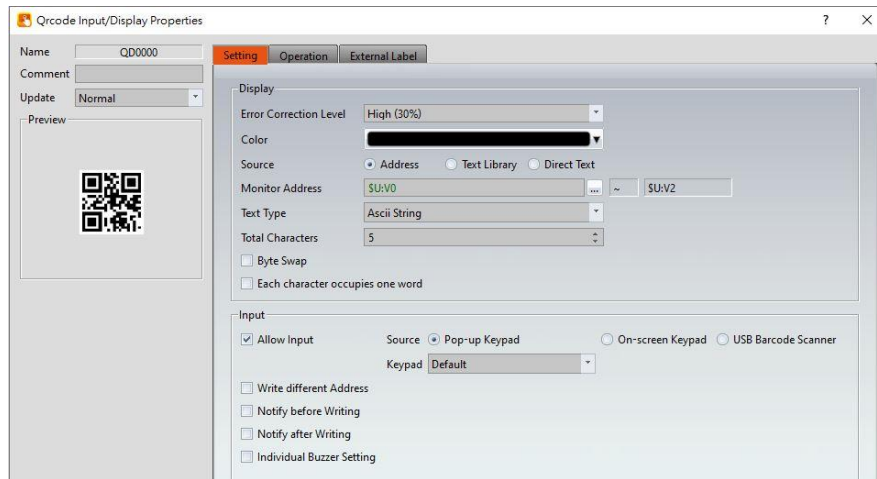 Qrcode Input/Display Properties
? X
Name QD0000
Comment
Update Normal
Preview
Setting Operation External Label
Display
Error Correction Level High (30%)
Color
Source Address Text Library Direct Text
Monitor Address $U:V0 ... ~ $U:V2
Text Type Ascii String
Total Characters 5
Byte Swap
Each character occupies one word
Input
Allow Input Source Pop-up Keypad On-screen Keypad USB Barcode Scanner
Keypad Default
Write different Address
Notify before Writing
Notify after Writing
Individual Buzzer Setting